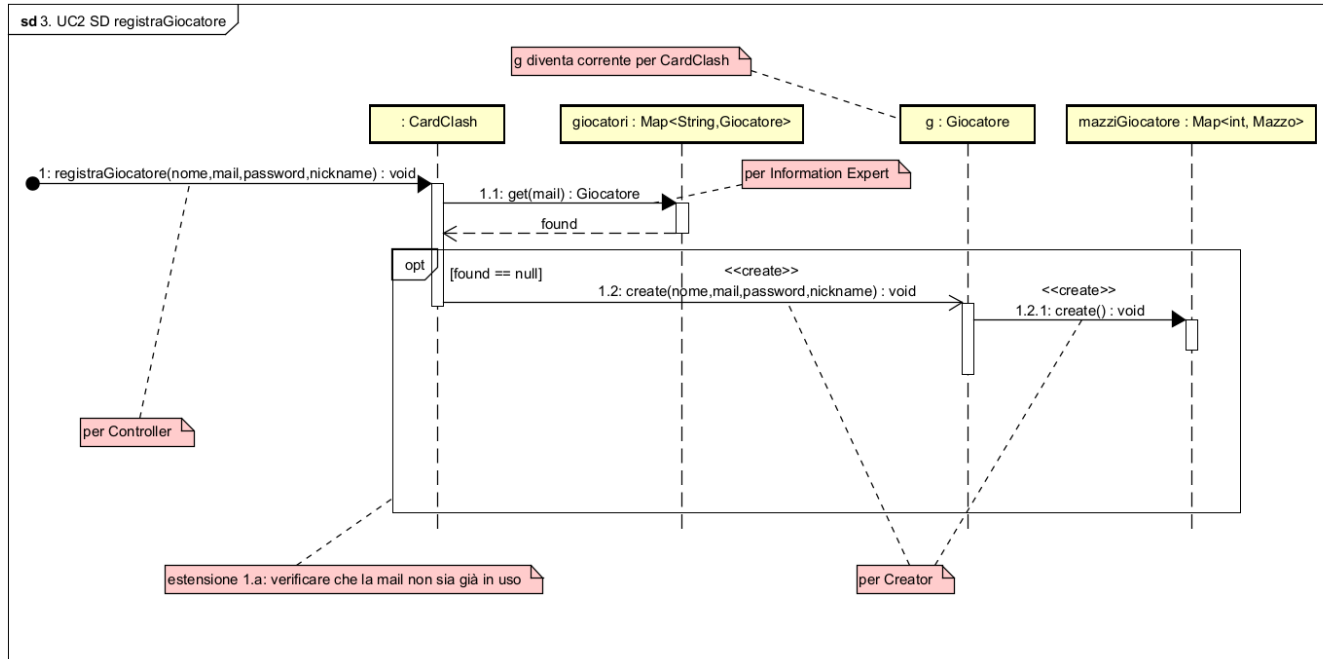 sd 3. UC2 SD registraGiocatore
g diventa corrente per CardClash
: CardClash
giocatori : Map<String,Giocatore>
g : Giocatore
mazziGiocatore : Map<int, Mazzo>
1: registraGiocatore(nome,mail,password,nickname) : void
per Information Expert
1.1: get(mail) : Giocatore
found
opt
[found == null]
<<create>>
1.2: create(nome,mail,password,nickname) : void
<<create>>
1.2.1: create() : void
per Controller
estensione 1.a: verificare che la mail non sia già in uso
per Creator